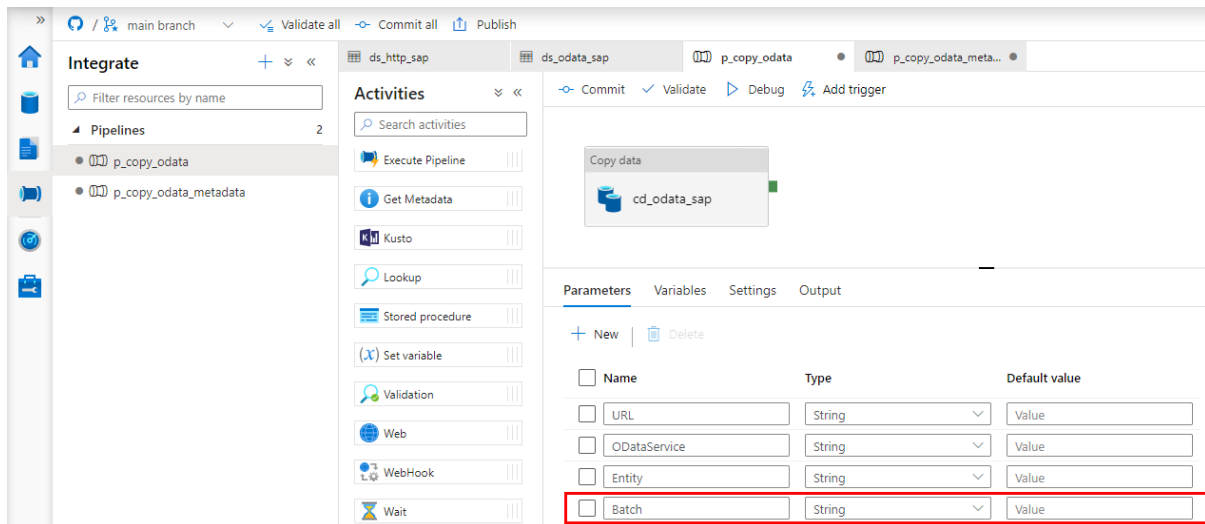 »
/ main branch Validate all Commit all Publish
Integrate
Filter resources by name
Pipelines 2
p_copy_odata
p_copy_odata_metadata
ds_http_sap ds_odata_sap p_copy_odata p_copy_odata_meta...
Activities
Search activities
Execute Pipeline
Get Metadata
Kusto
Lookup
Stored procedure
(x) Set variable
Validation
Web
WebHook
Wait
Commit Validate Debug Add trigger
Copy data
cd_odata_sap
Parameters Variables Settings Output
New Delete
Name Type Default value
URL String Value
ODataService String Value
Entity String Value
Batch String Value